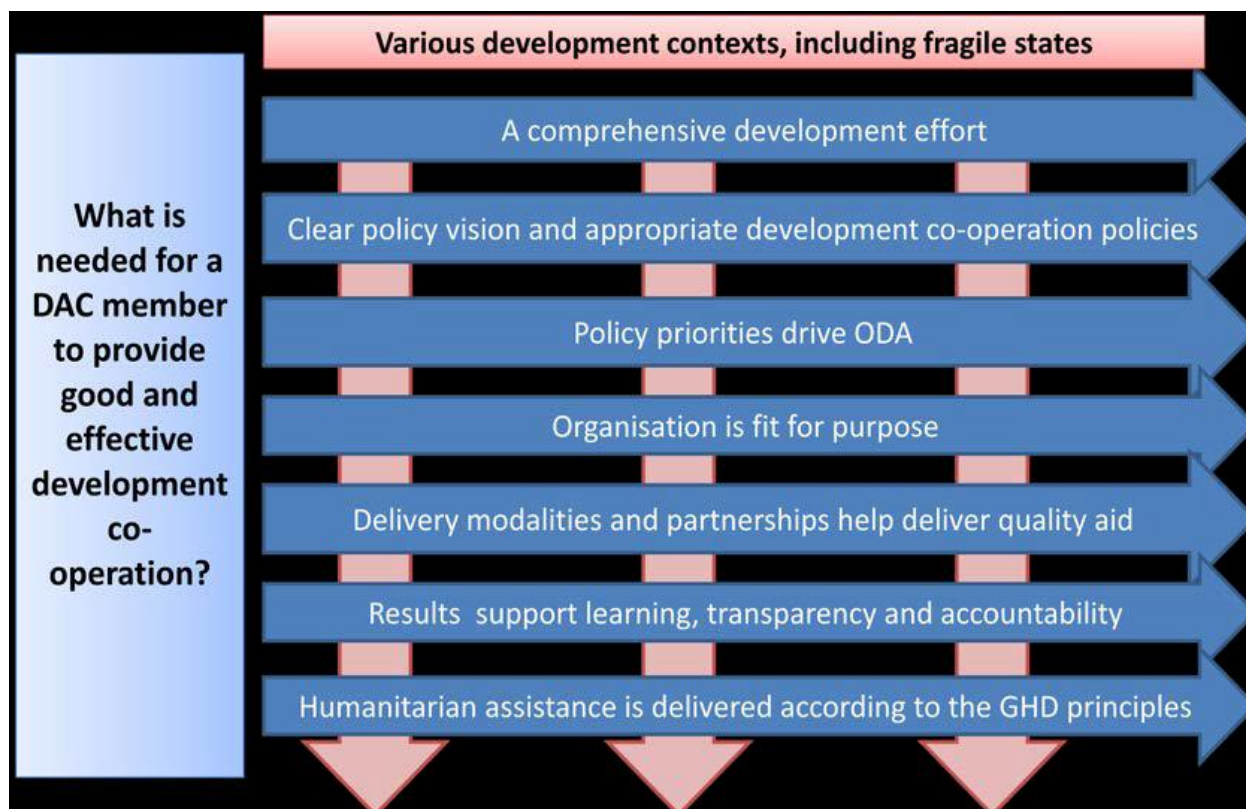 Various development contexts, including fragile states
What is
needed for a
DAC member
to provide
good and
effective
development
co-
operation?
A comprehensive development effort
Clear policy vision and appropriate development co-operation policies
Policy priorities drive ODA
Organisation is fit for purpose
Delivery modalities and partnerships help deliver quality aid
Results  support learning, transparency and accountability
Humanitarian assistance is delivered according to the GHD principles